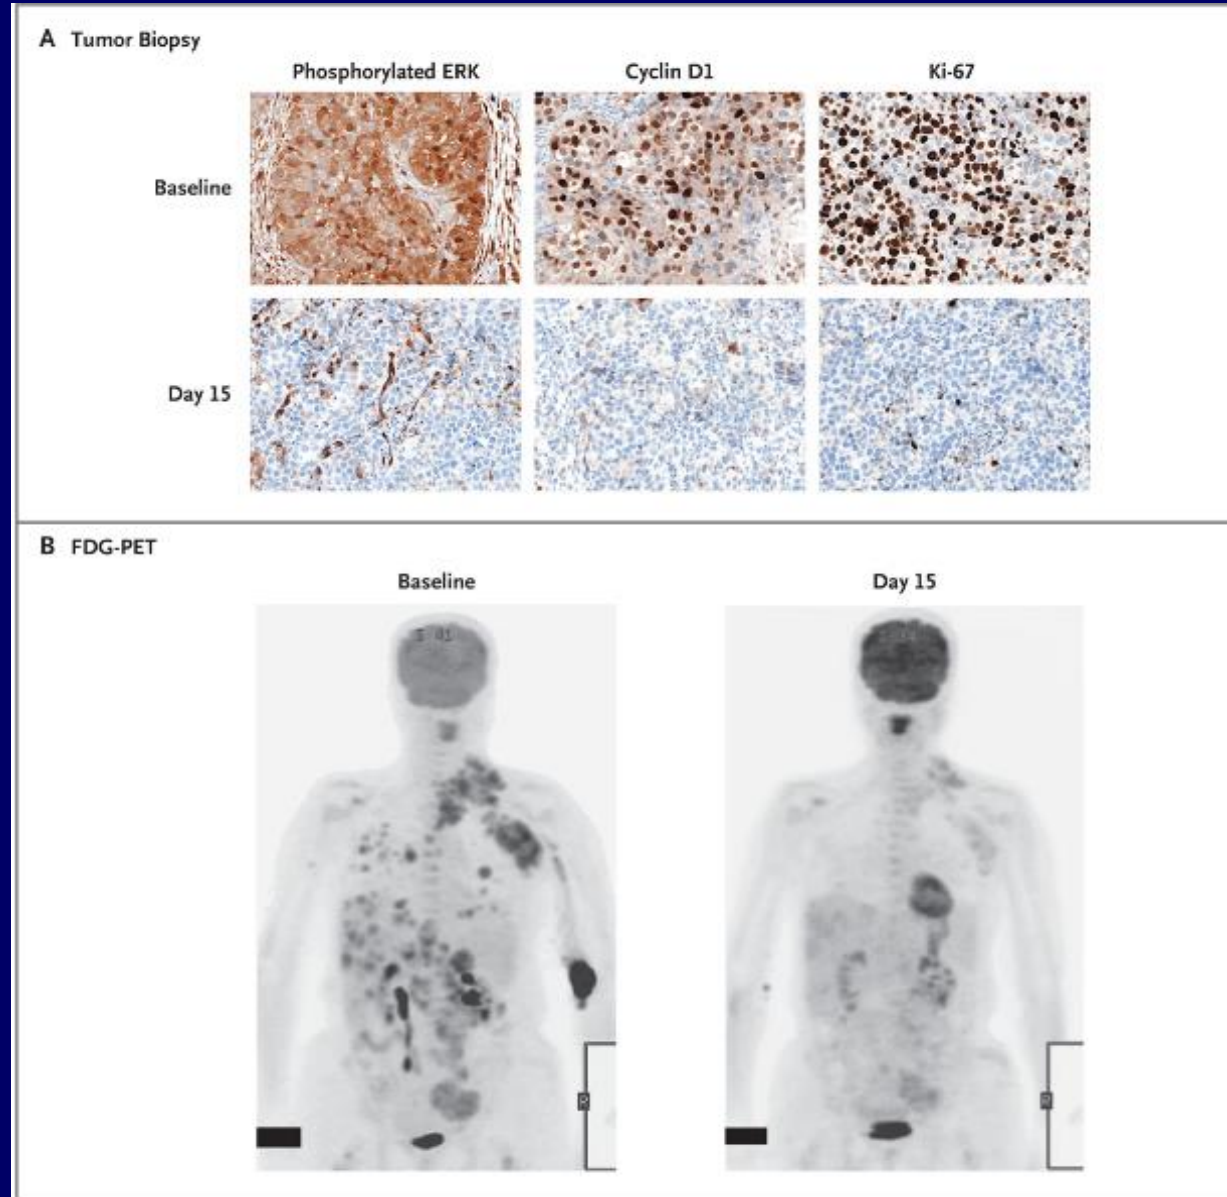 A Tumor Biopsy
Phosphorylated ERK Cyclin D1 Ki-67
Baseline
Day 15
B FDG-PET
Baseline Day 15